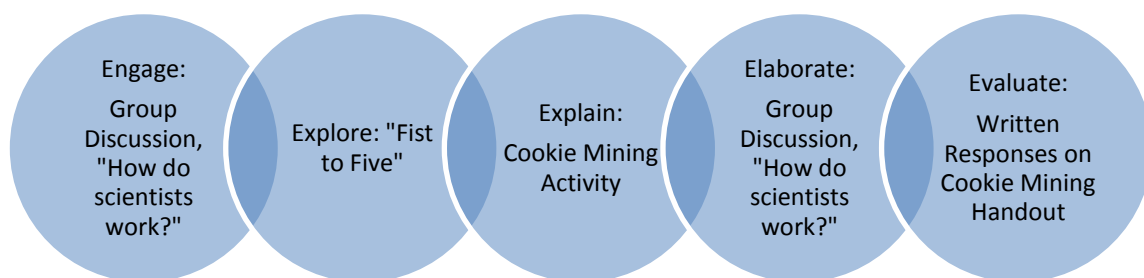 Engage:
Group
Discussion,
"How do
scientists
work?"
Explore: "Fist
to Five"
Explain:
Cookie Mining
Activity
Elaborate:
Group
Discussion,
"How do
scientists
work?"
Evaluate:
Written
Responses on
Cookie Mining
Handout